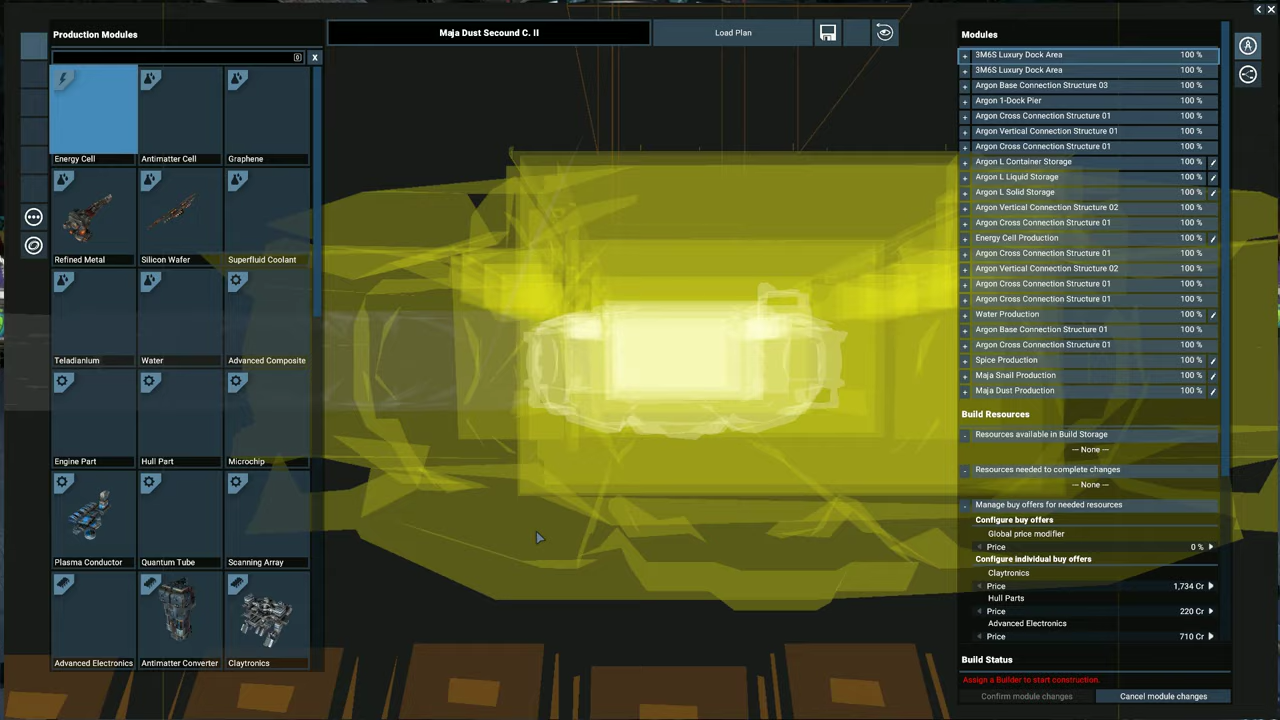 Production Modules
0
X
Energy Cell
Antimatter Cell
Graphene
Refined Metal
Silicon Wafer
Superfluid Coolant
Teladianium
Water
Advanced Composite
Engine Part
Hull Part
Microchip
Plasma Conductor
Quantum Tube
Scanning Array
Advanced Electronics
Antimatter Converter
Claytronics
Maja Dust Secound C. II
Load Plan
Modules
3M6S Luxury Dock Area 100 %
3M6S Luxury Dock Area 100 %
Argon Base Connection Structure 03 100 %
Argon 1-Dock Pier 100 %
Argon Cross Connection Structure 01 100 %
Argon Vertical Connection Structure 01 100 %
Argon Cross Connection Structure 01 100 %
Argon L Container Storage 100 %
Argon L Liquid Storage 100 %
Argon L Solid Storage 100 %
Argon Vertical Connection Structure 02 100 %
Argon Cross Connection Structure 01 100 %
Energy Cell Production 100 %
Argon Cross Connection Structure 01 100 %
Argon Vertical Connection Structure 02 100 %
Argon Cross Connection Structure 01 100 %
Argon Cross Connection Structure 01 100 %
Water Production 100 %
Argon Base Connection Structure 01 100 %
Argon Cross Connection Structure 01 100 %
Spice Production 100 %
Maja Snail Production 100 %
Maja Dust Production 100 %
Build Resources
Resources available in Build Storage
--- None ---
Resources needed to complete changes
--- None ---
Manage buy offers for needed resources
Configure buy offers
Global price modifier
Price 0 %
Configure individual buy offers
Claytronics
Price 1,734 Cr
Hull Parts
Price 220 Cr
Advanced Electronics
Price 710 Cr
Build Status
Assign a Builder to start construction.
Confirm module changes
Cancel module changes